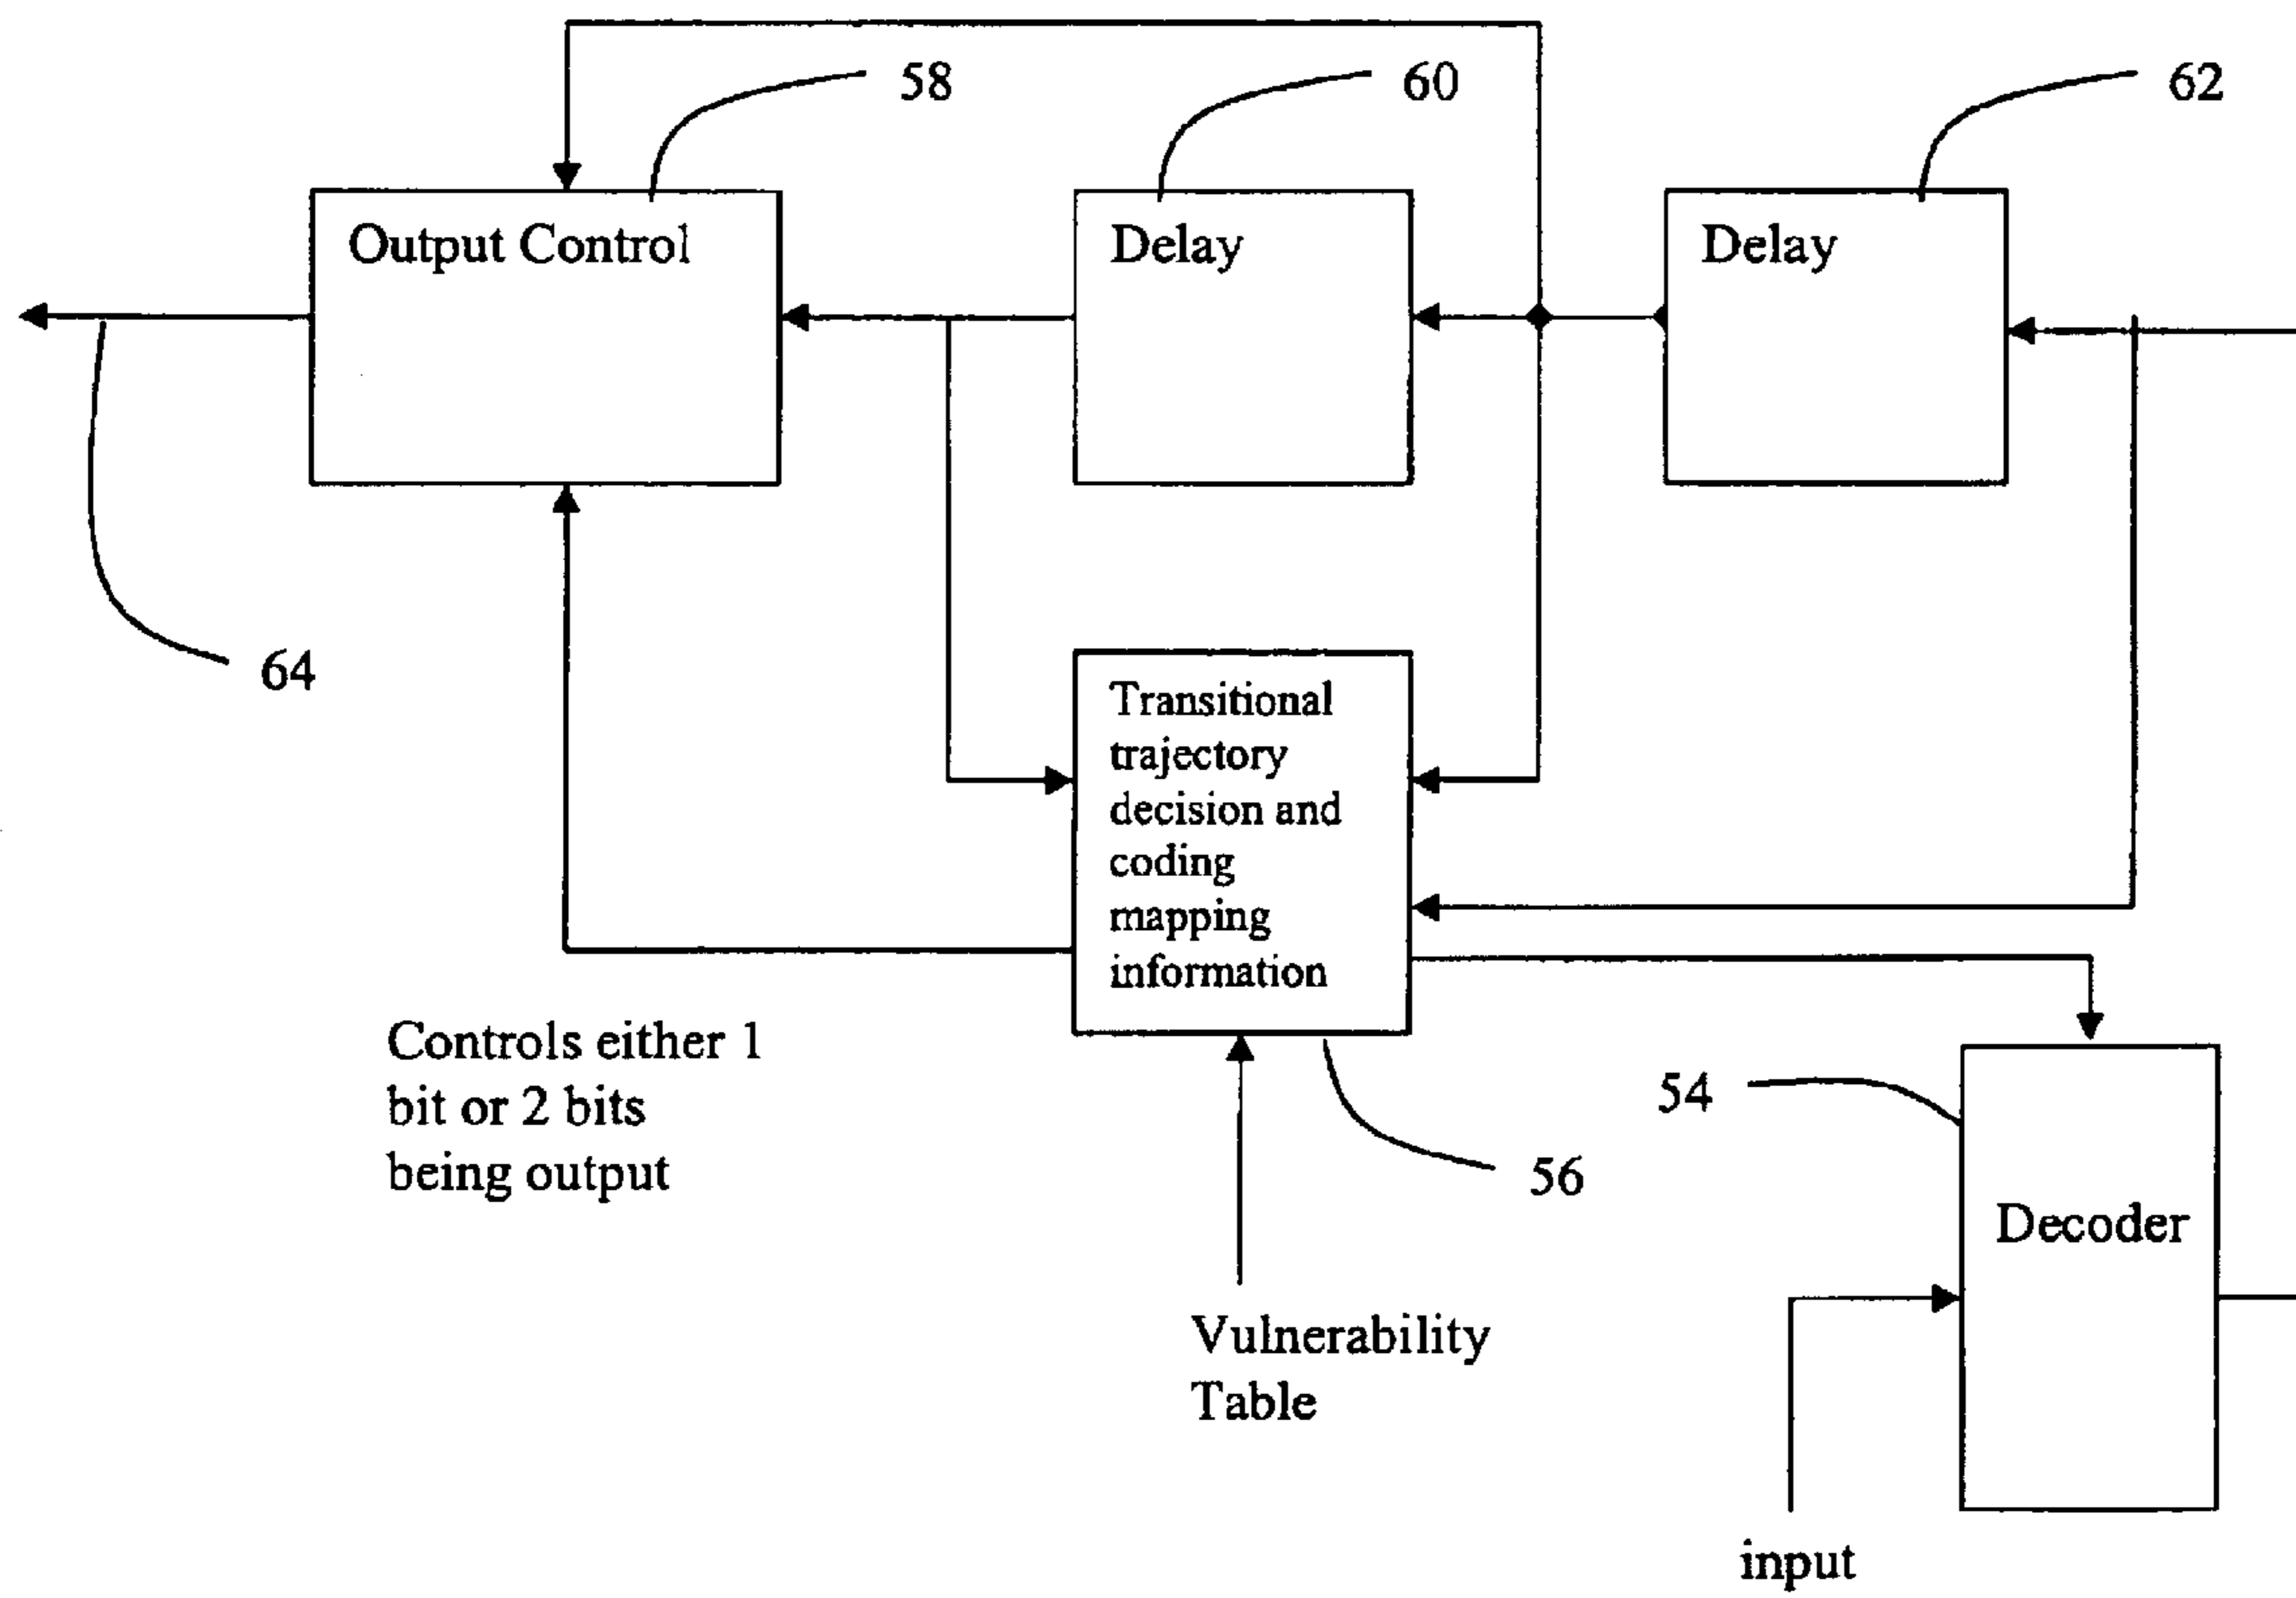 58
60
62
Output Control
Delay
Delay
64
Transitional
trajectory
decision and
coding
mapping
information
Controls either 1
bit or 2 bits
being output
54
56
Decoder
Vulnerability
Table
input